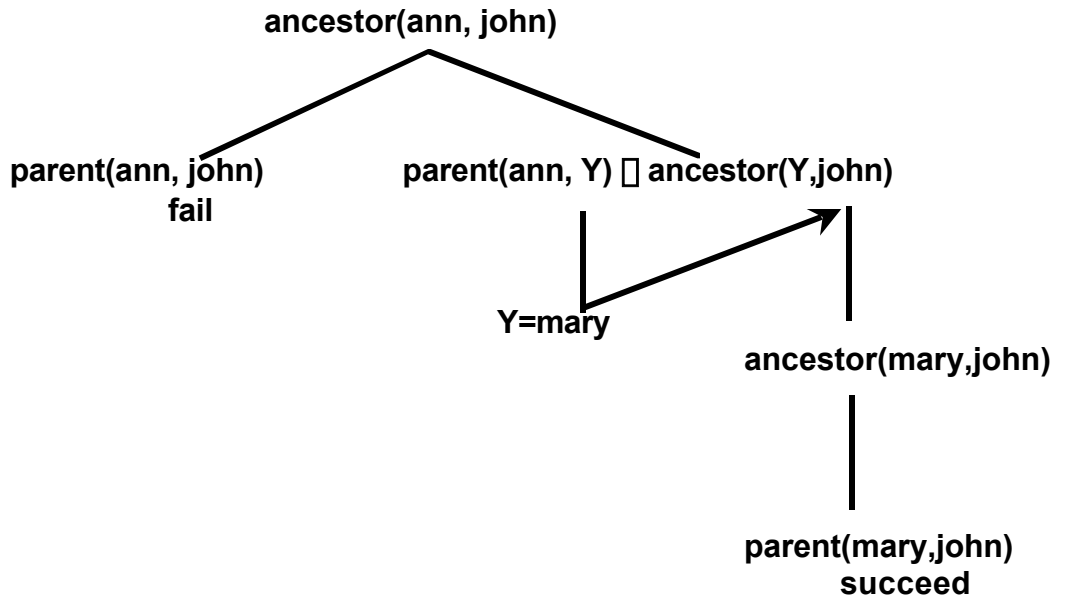 ancestor(ann, john)
parent(ann, john)
fail
parent(ann, Y) ▯ ancestor(Y,john)
Y=mary
ancestor(mary,john)
parent(mary,john)
succeed